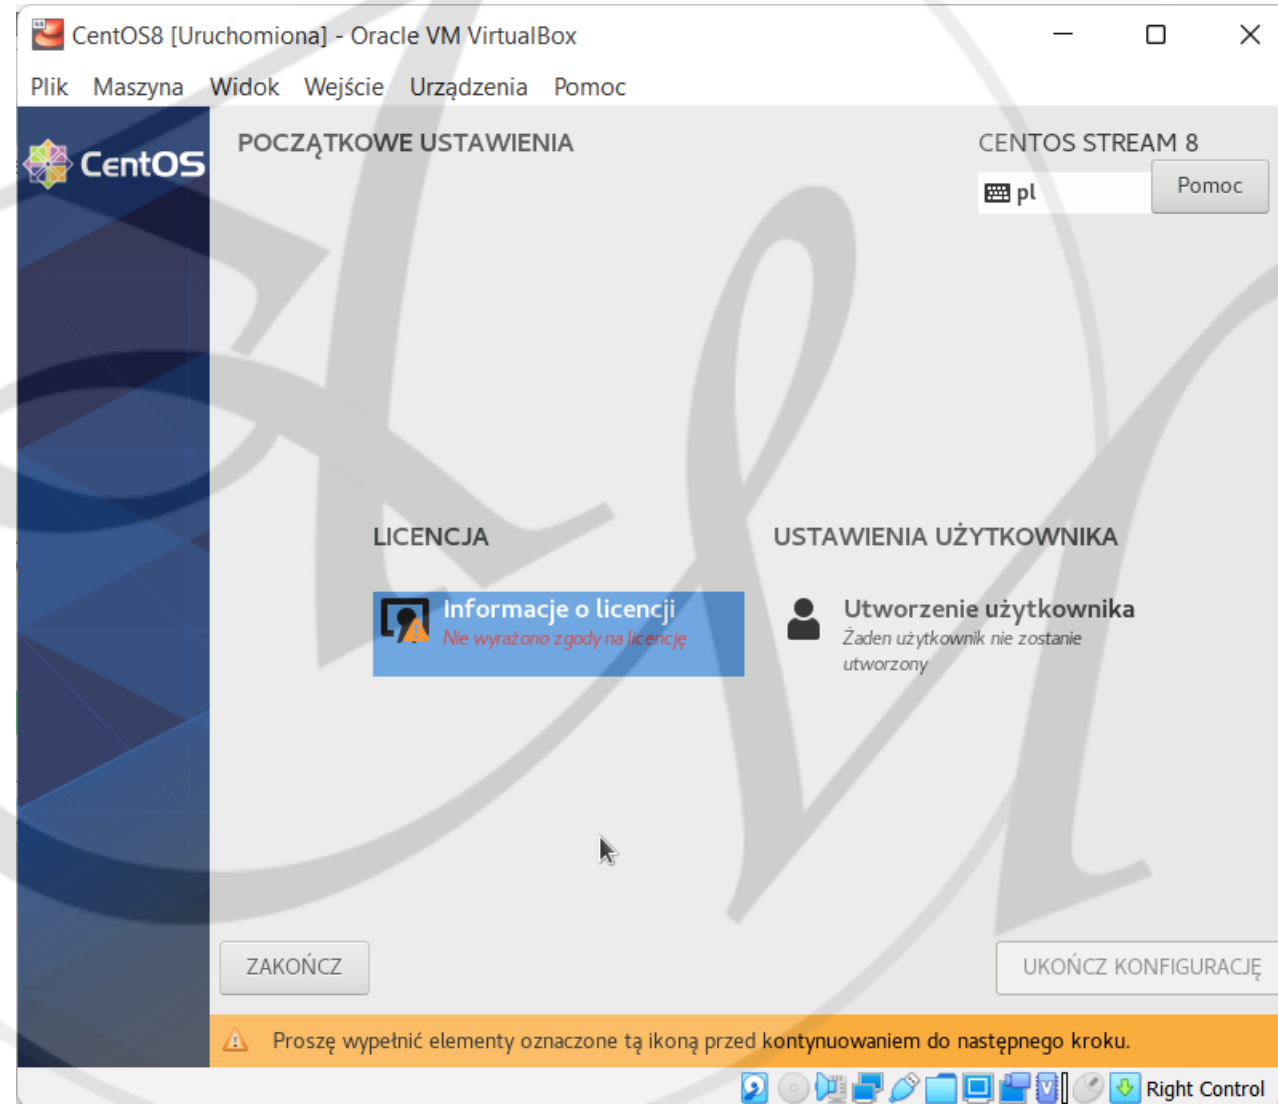 CentOS8 [Uruchomiona] - Oracle VM VirtualBox
Plik Maszyna Widok Wejście Urządzenia Pomoc
CentOS
POCZĄTKOWE USTAWIENIA
CENTOS STREAM 8
pl
Pomoc
LICENCJA
Informacje o licencji
Nie wyrażono zgody na licencję
USTAWIENIA UŻYTKOWNIKA
Utworzenie użytkownika
Żaden użytkownik nie zostanie
utworzony
ZAKOŃCZ
UKOŃCZ KONFIGURACJĘ
Proszę wypełnić elementy oznaczone tą ikoną przed kontynuowaniem do następnego kroku.
Right Control